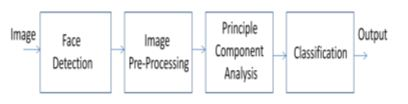 Image
Face
Detection
Image
Pre-Processing
Principle
Component
Analysis
Classification
Output